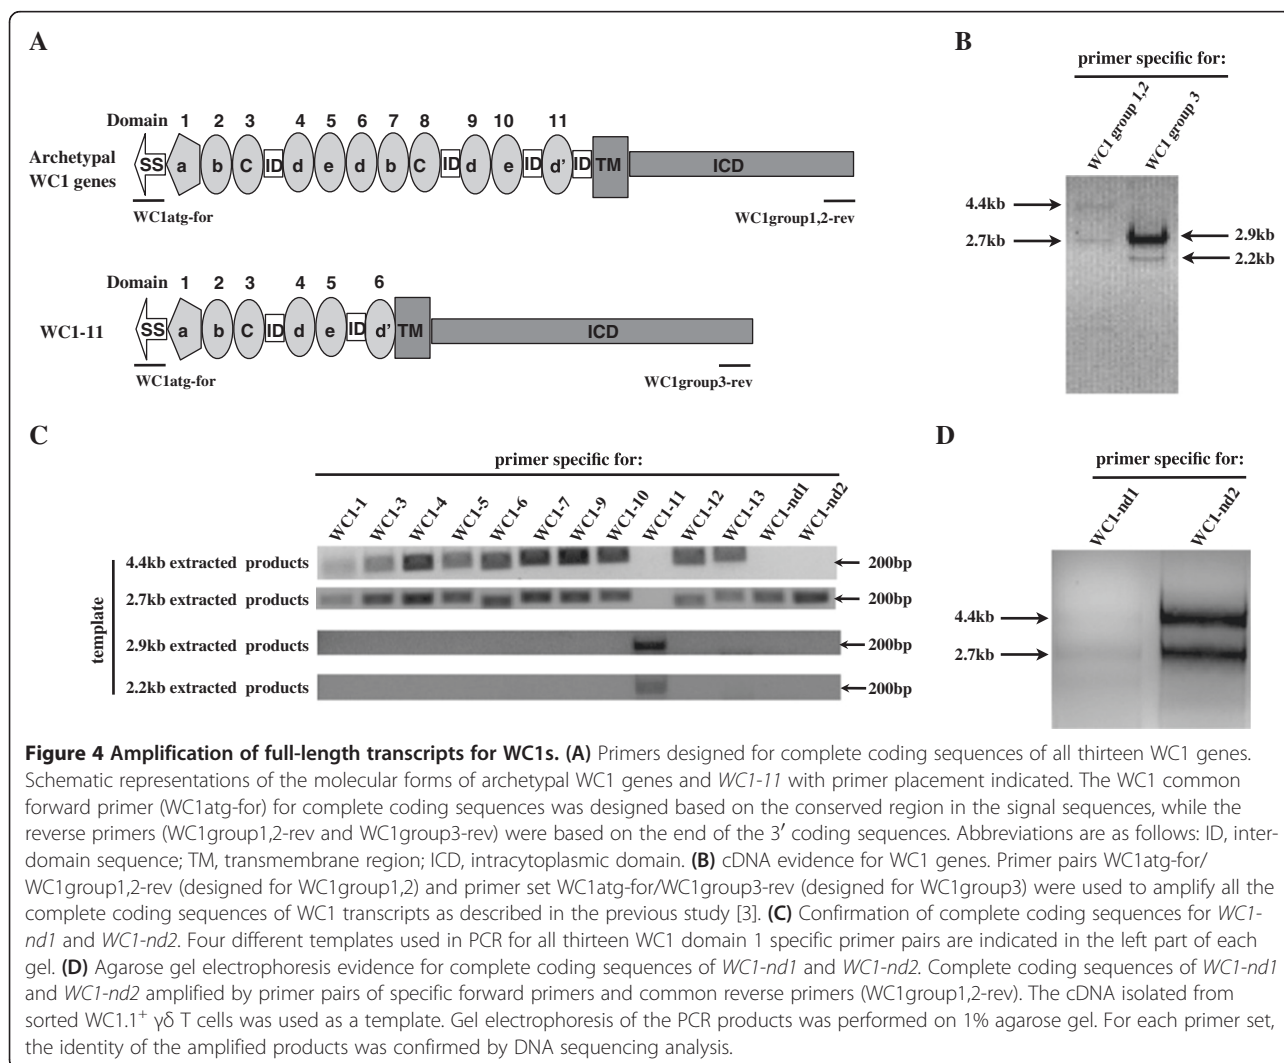 A
Domain 1 2 3 4 5 6 7 8 9 10 11
Archetypal
WC1 genes
SS a b C ID d e d b C ID d e ID d' ID TM ICD
WC1atg-for WC1group1,2-rev
Domain 1 2 3 4 5 6
WC1-11 SS a b C ID d e ID d' TM ICD
WC1atg-for WC1group3-rev
B
primer specific for:
WC1 group 1,2 WC1 group 3
4.4kb
2.7kb
2.9kb
2.2kb
C
primer specific for:
WC1-1 WC1-3 WC1-4 WC1-5 WC1-6 WC1-7 WC1-9 WC1-10 WC1-11 WC1-12 WC1-13 WC1-nd1 WC1-nd2
template
4.4kb extracted products 200bp
2.7kb extracted products 200bp
2.9kb extracted products 200bp
2.2kb extracted products 200bp
D
primer specific for:
WC1-nd1 WC1-nd2
4.4kb
2.7kb
Figure 4 Amplification of full-length transcripts for WC1s. (A) Primers designed for complete coding sequences of all thirteen WC1 genes.
Schematic representations of the molecular forms of archetypal WC1 genes and WC1-11 with primer placement indicated. The WC1 common
forward primer (WC1atg-for) for complete coding sequences was designed based on the conserved region in the signal sequences, while the
reverse primers (WC1group1,2-rev and WC1group3-rev) were based on the end of the 3′ coding sequences. Abbreviations are as follows: ID, inter-
domain sequence; TM, transmembrane region; ICD, intracytoplasmic domain. (B) cDNA evidence for WC1 genes. Primer pairs WC1atg-for/
WC1group1,2-rev (designed for WC1group1,2) and primer set WC1atg-for/WC1group3-rev (designed for WC1group3) were used to amplify all the
complete coding sequences of WC1 transcripts as described in the previous study [3]. (C) Confirmation of complete coding sequences for WC1-
nd1 and WC1-nd2. Four different templates used in PCR for all thirteen WC1 domain 1 specific primer pairs are indicated in the left part of each
gel. (D) Agarose gel electrophoresis evidence for complete coding sequences of WC1-nd1 and WC1-nd2. Complete coding sequences of WC1-nd1
and WC1-nd2 amplified by primer pairs of specific forward primers and common reverse primers (WC1group1,2-rev). The cDNA isolated from
sorted WC1.1⁺ γδ T cells was used as a template. Gel electrophoresis of the PCR products was performed on 1% agarose gel. For each primer set,
the identity of the amplified products was confirmed by DNA sequencing analysis.